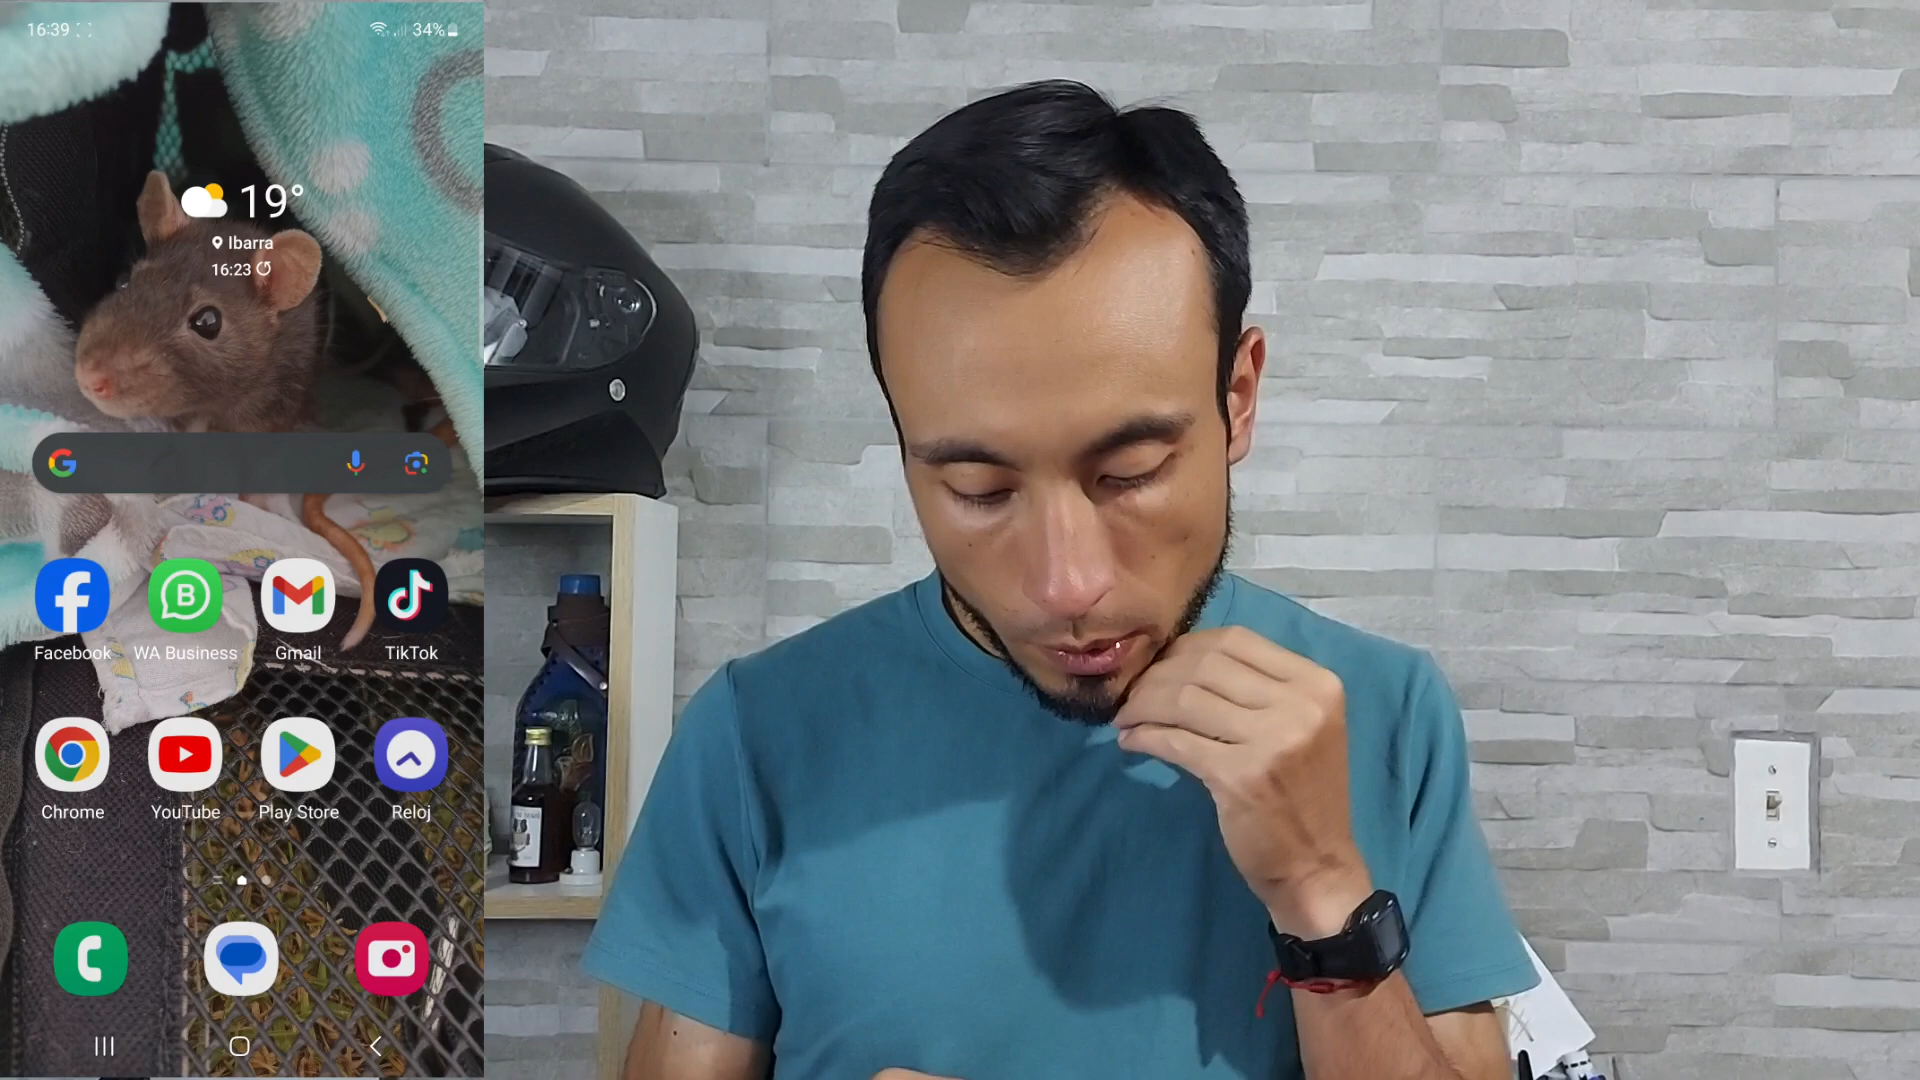 16:39
34%
19°
Ibarra
16:23
Facebook
WA Business
Gmail
TikTok
Chrome
YouTube
Play Store
Reloj